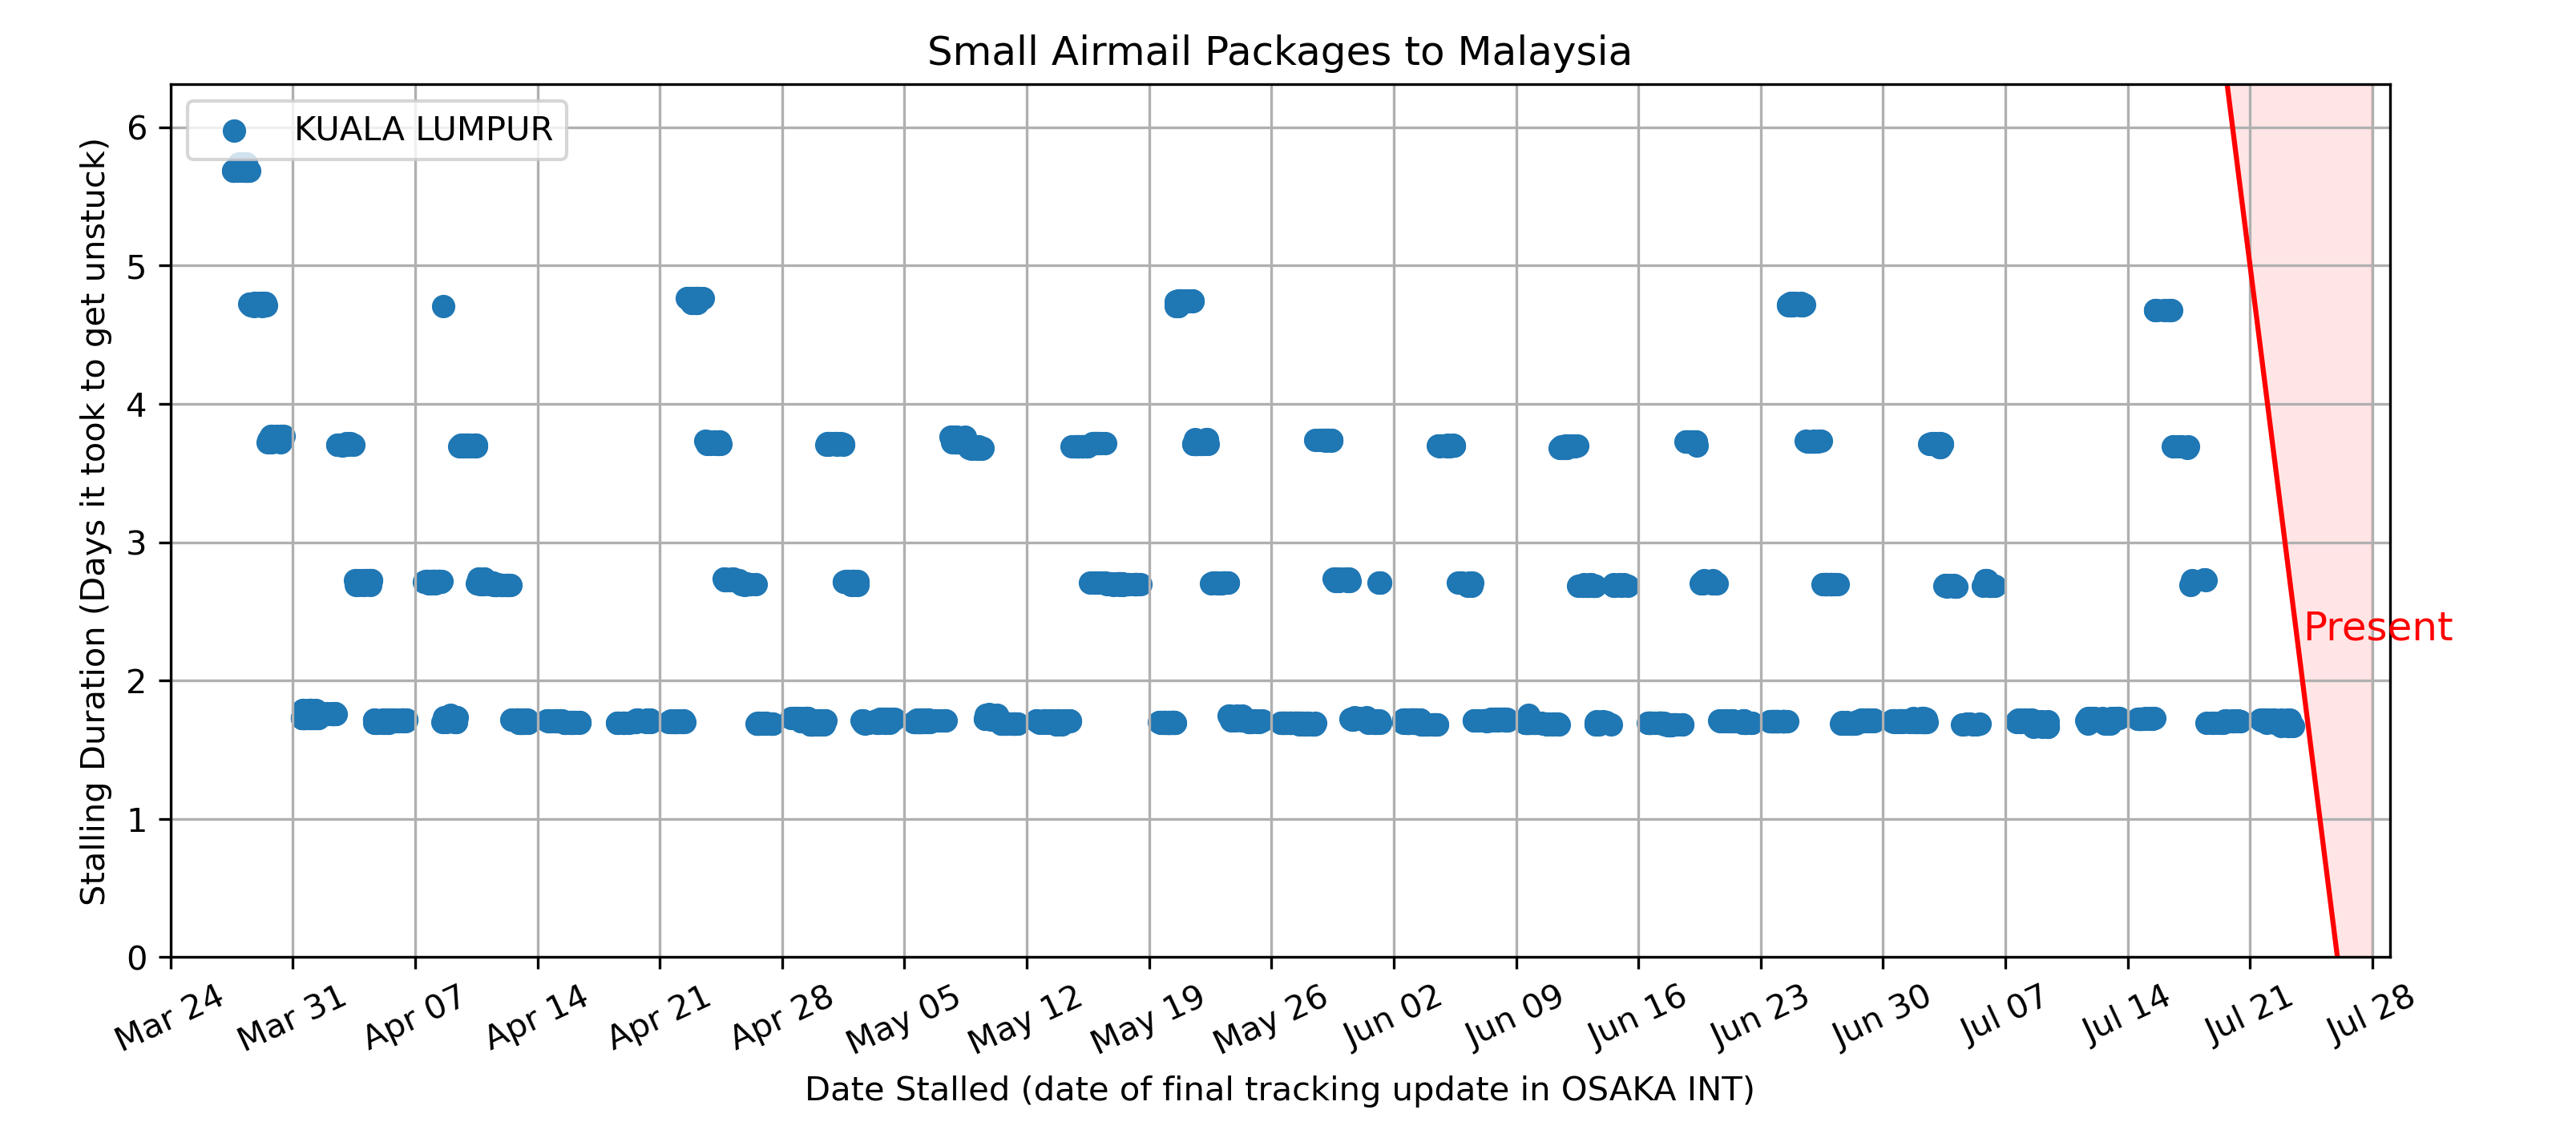 Small Airmail Packages to Malaysia
KUALA LUMPUR
Stalling Duration (Days it took to get unstuck)
6
5
4
3
2
1
0
Present
Mar 24 Mar 31 Apr 07 Apr 14 Apr 21 Apr 28 May 05 May 12 May 19 May 26 Jun 02 Jun 09 Jun 16 Jun 23 Jun 30 Jul 07 Jul 14 Jul 21 Jul 28
Date Stalled (date of final tracking update in OSAKA INT)